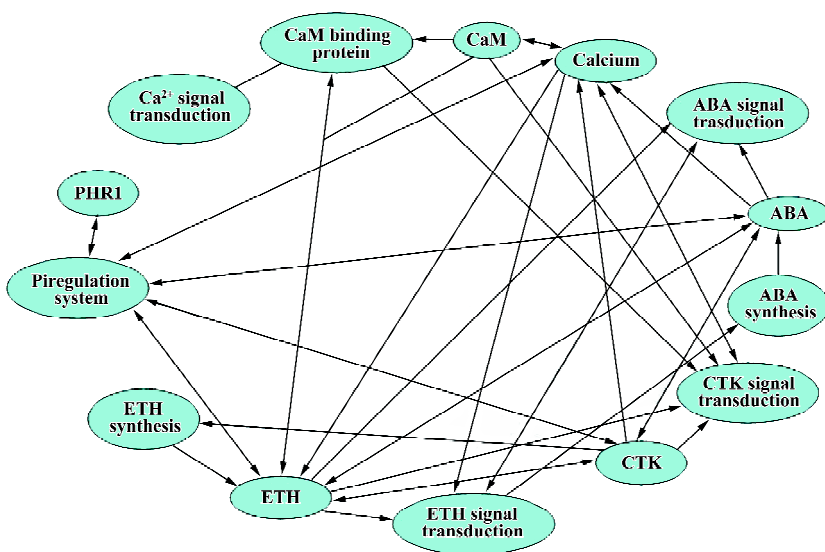 CaM binding
protein
CaM
Calcium
Ca²⁺ signal
transduction
ABA signal
trasduction
PHR1
ABA
Piregulation
system
ABA
synthesis
CTK signal
transduction
ETH
synthesis
CTK
ETH
ETH signal
transduction